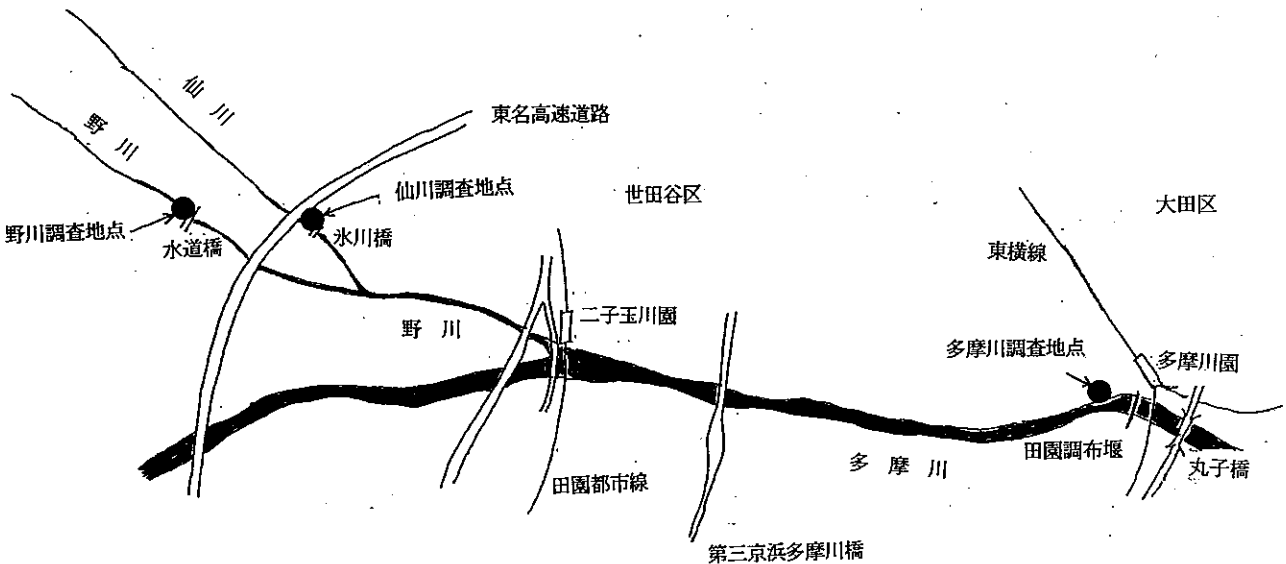 仙川
野川
東名高速道路
仙川調査地点
世田谷区
大田区
野川調査地点
水道橋
氷川橋
東横線
野川
二子玉川園
多摩川調査地点
多摩川園
田園調布堰
多摩川
丸子橋
田園都市線
第三京浜多摩川橋